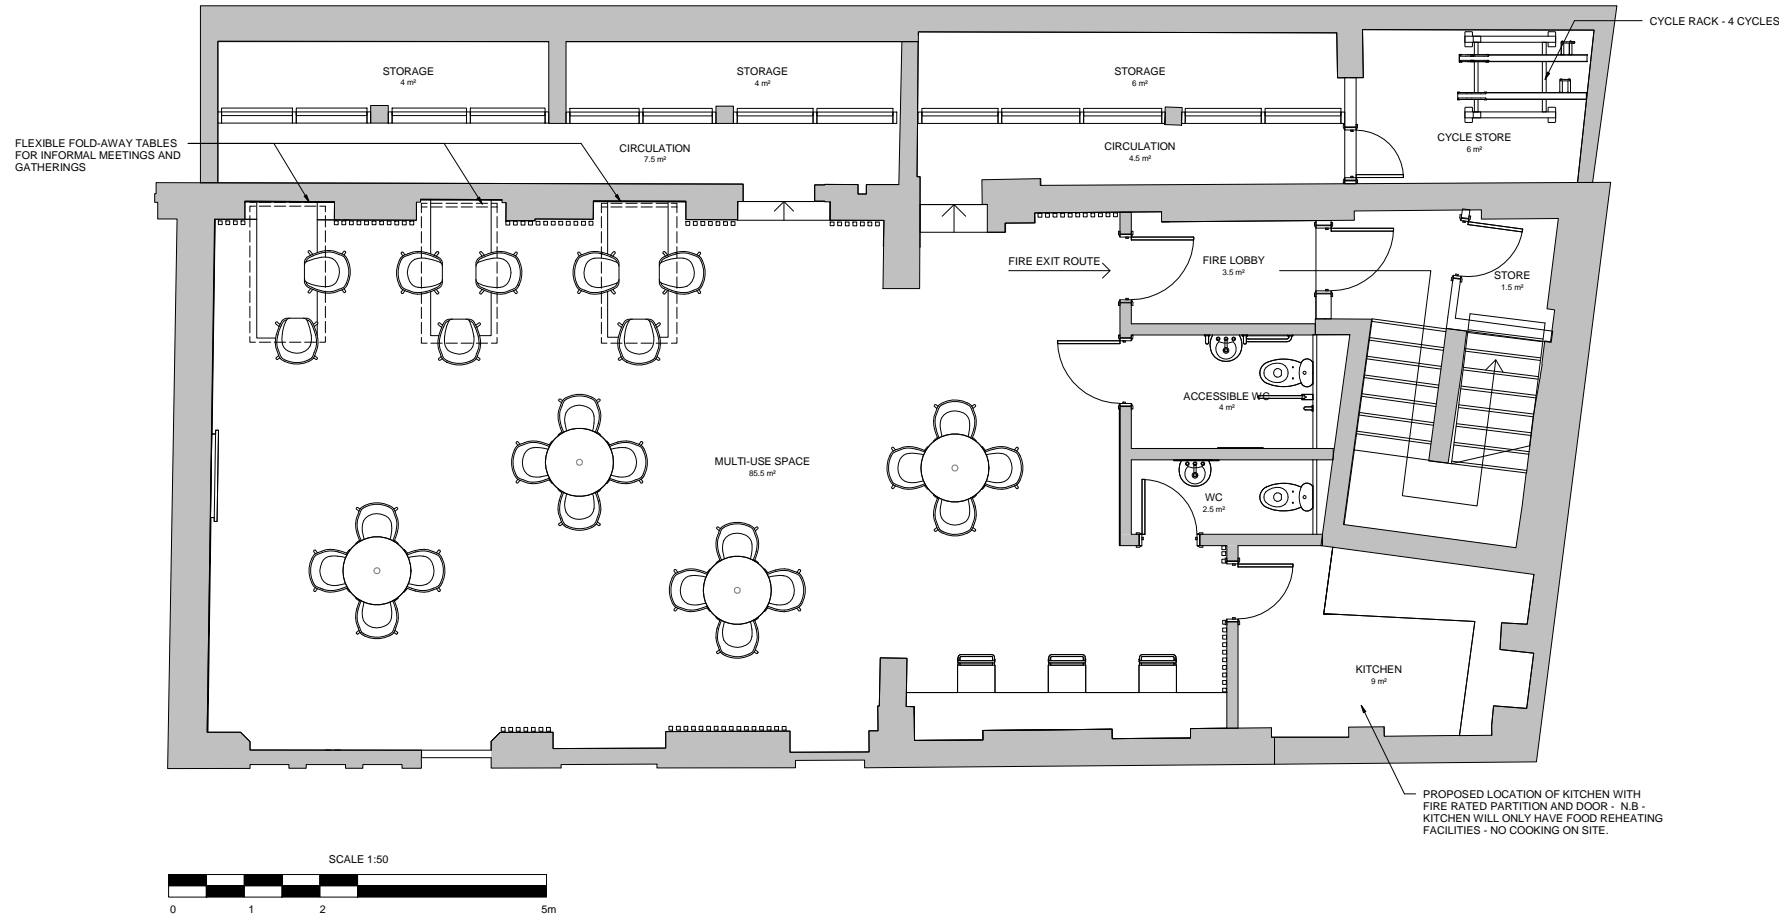 CYCLE RACK - 4 CYCLES
STORAGE
4 m²
STORAGE
4 m²
STORAGE
6 m²
FLEXIBLE FOLD-AWAY TABLES
FOR INFORMAL MEETINGS AND
GATHERINGS
CIRCULATION
7.5 m²
CIRCULATION
4.5 m²
CYCLE STORE
6 m²
FIRE EXIT ROUTE
FIRE LOBBY
3.5 m²
STORE
1.5 m²
ACCESSIBLE WC
4 m²
MULTI-USE SPACE
85.5 m²
WC
2.5 m²
KITCHEN
9 m²
PROPOSED LOCATION OF KITCHEN WITH
FIRE RATED PARTITION AND DOOR - N.B -
KITCHEN WILL ONLY HAVE FOOD REHEATING
FACILITIES - NO COOKING ON SITE.
SCALE 1:50
0 1 2 5m